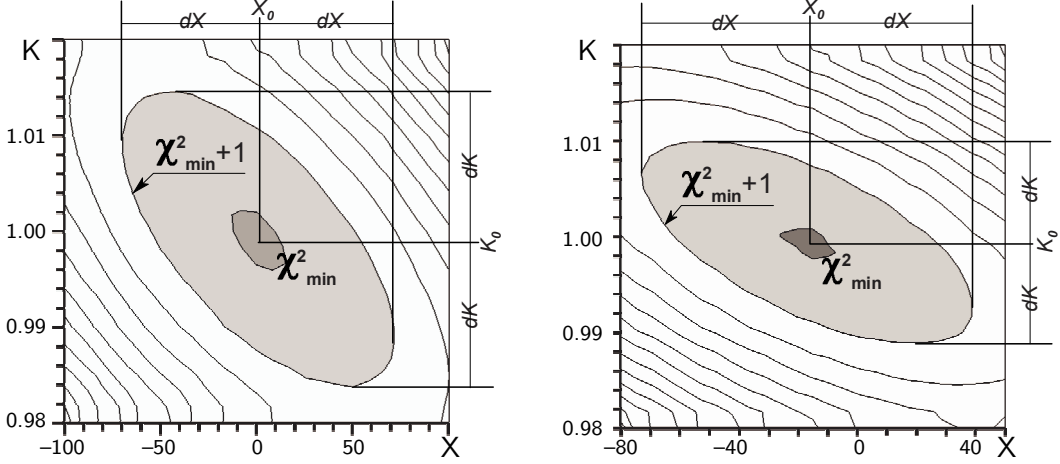 X₀
dX dX
K
1.01
1.00
0.99
0.98
χ²min+1
χ²min
dK
K₀
dK
−100 −50 0 50 X
X₀
dX dX
K
1.01
1.00
0.99
0.98
χ²min+1
χ²min
dK
K₀
dK
−80 −40 0 40 X